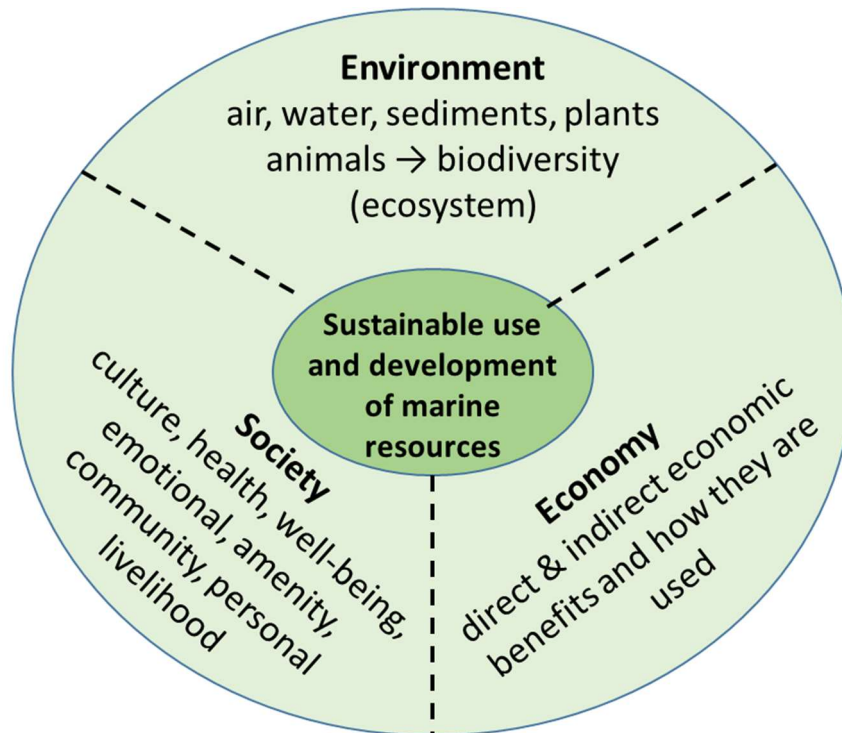 Environment
air, water, sediments, plants
animals → biodiversity
(ecosystem)
Sustainable use
and development
of marine
resources
Society
culture, health, well-being,
emotional, amenity,
community, personal
livelihood
Economy
direct & indirect economic
benefits and how they are
used